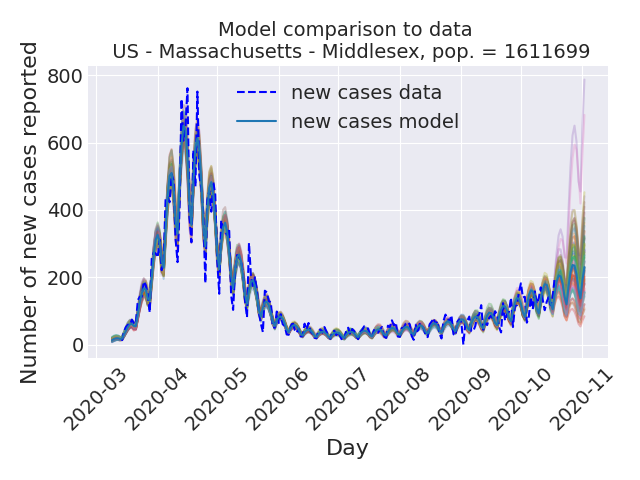 Model comparison to data
US - Massachusetts - Middlesex, pop. = 1611699
new cases data
new cases model
Number of new cases reported
800
600
400
200
0
2020-03
2020-04
2020-05
2020-06
2020-07
2020-08
2020-09
2020-10
2020-11
Day